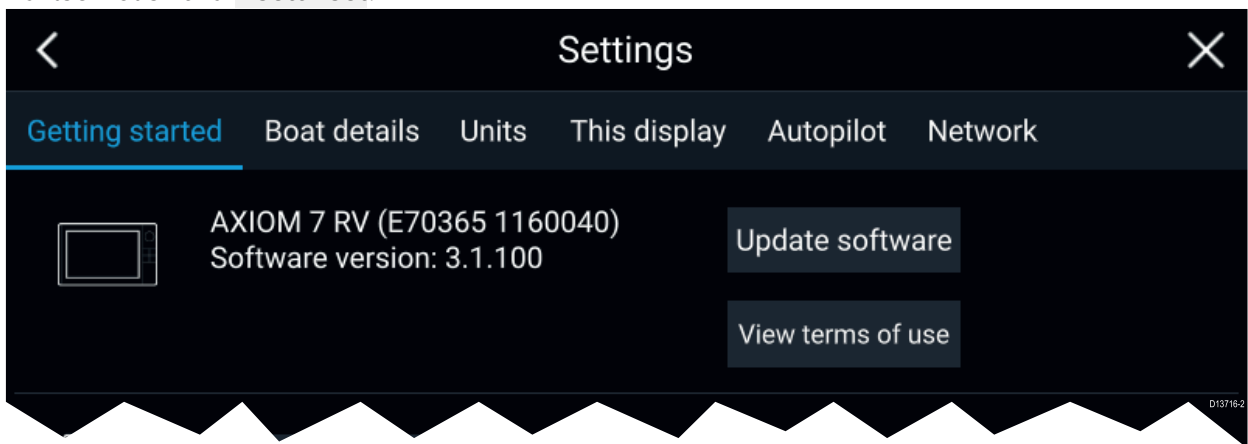 Settings
Getting started Boat details Units This display Autopilot Network
AXIOM 7 RV (E70365 1160040)
Software version: 3.1.100
Update software
View terms of use
D13716-2